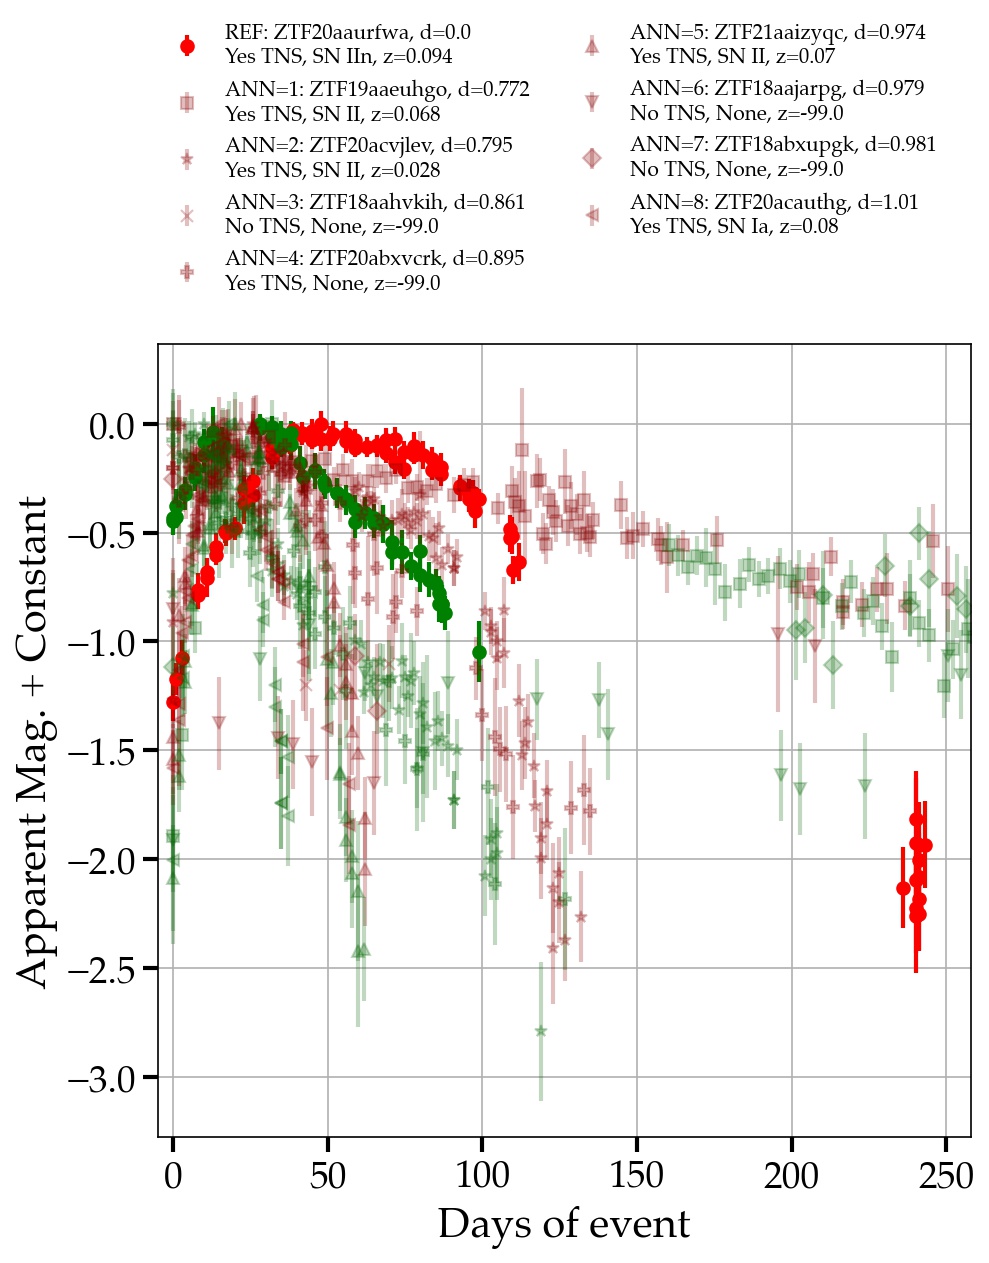 REF: ZTF20aaurfwa, d=0.0
Yes TNS, SN IIn, z=0.094
ANN=1: ZTF19aaeuhgo, d=0.772
Yes TNS, SN II, z=0.068
ANN=2: ZTF20acvjlev, d=0.795
Yes TNS, SN II, z=0.028
ANN=3: ZTF18aahvkih, d=0.861
No TNS, None, z=-99.0
ANN=4: ZTF20abxvcrk, d=0.895
Yes TNS, None, z=-99.0
ANN=5: ZTF21aaizyqc, d=0.974
Yes TNS, SN II, z=0.07
ANN=6: ZTF18aajarpg, d=0.979
No TNS, None, z=-99.0
ANN=7: ZTF18abxupgk, d=0.981
No TNS, None, z=-99.0
ANN=8: ZTF20acauthg, d=1.01
Yes TNS, SN Ia, z=0.08
Apparent Mag. + Constant
0.0
−0.5
−1.0
−1.5
−2.0
−2.5
−3.0
0 50 100 150 200 250
Days of event